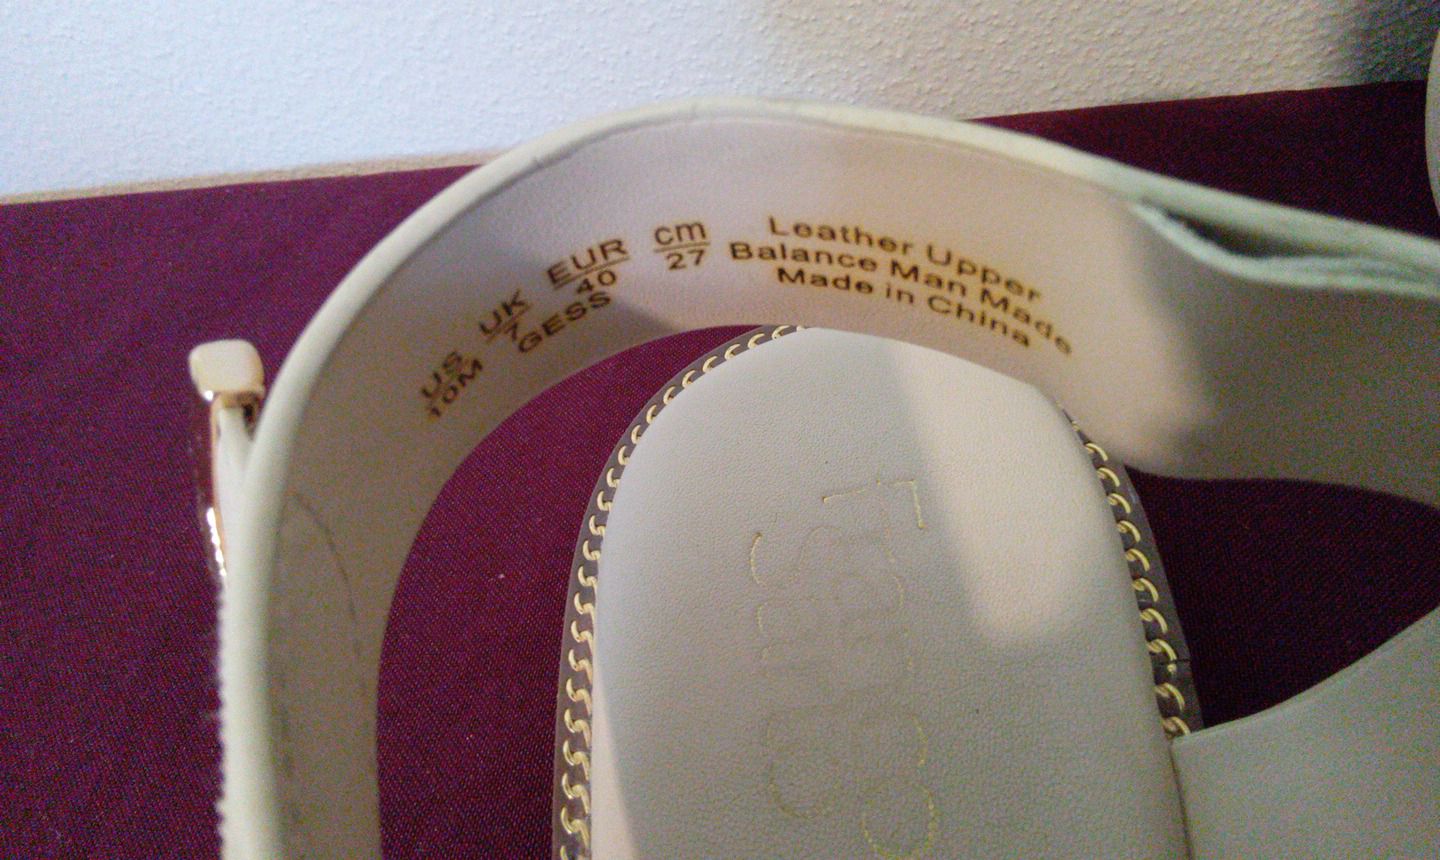 US UK EUR cm
10M 7 40 27
GESS
Leather Upper
Balance Man Made
Made in China